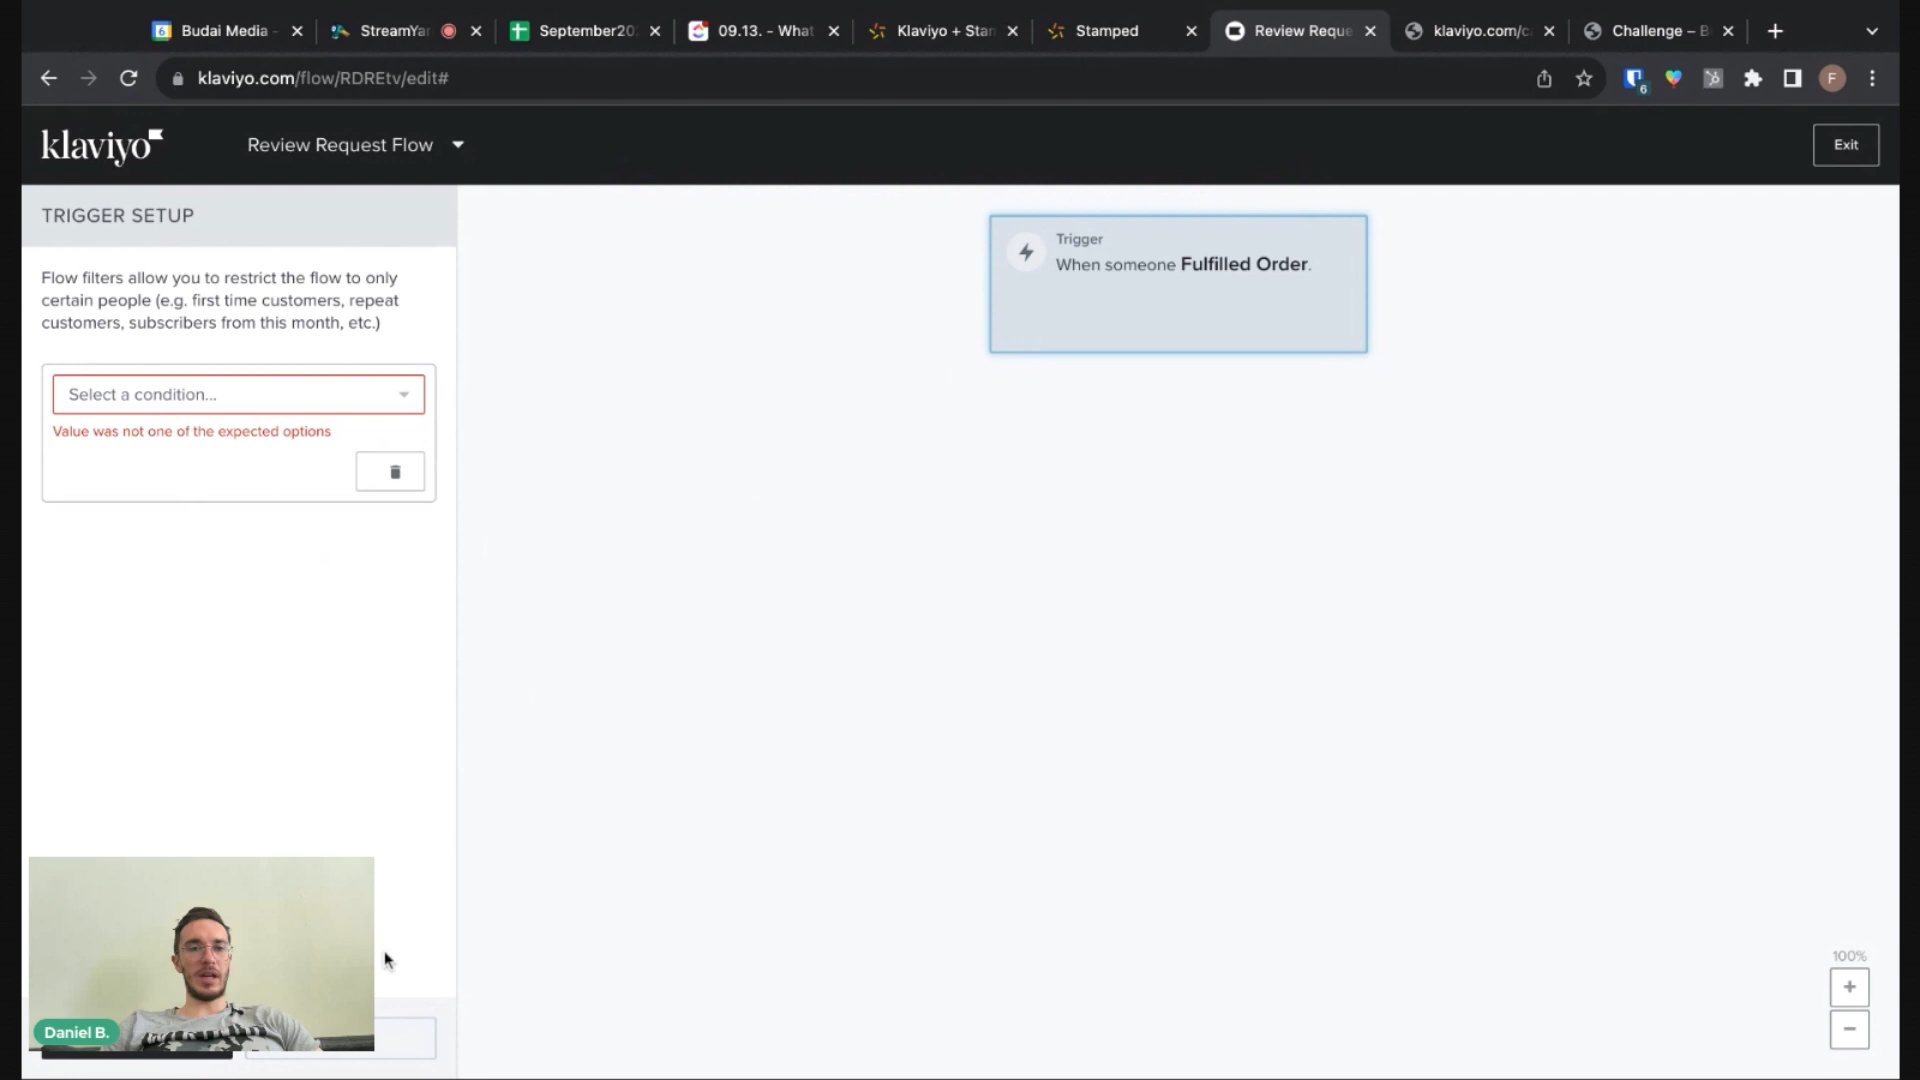 Budai Media -
StreamYar
September20
09.13. - What
Klaviyo + Stam
Stamped
Review Reque
klaviyo.com/c
Challenge – B
klaviyo.com/flow/RDREtv/edit#
6
F
klaviyo
Review Request Flow
Exit
TRIGGER SETUP
Flow filters allow you to restrict the flow to only
certain people (e.g. first time customers, repeat
customers, subscribers from this month, etc.)
Select a condition...
Value was not one of the expected options
Trigger
When someone Fulfilled Order.
Daniel B.
100%
+
−